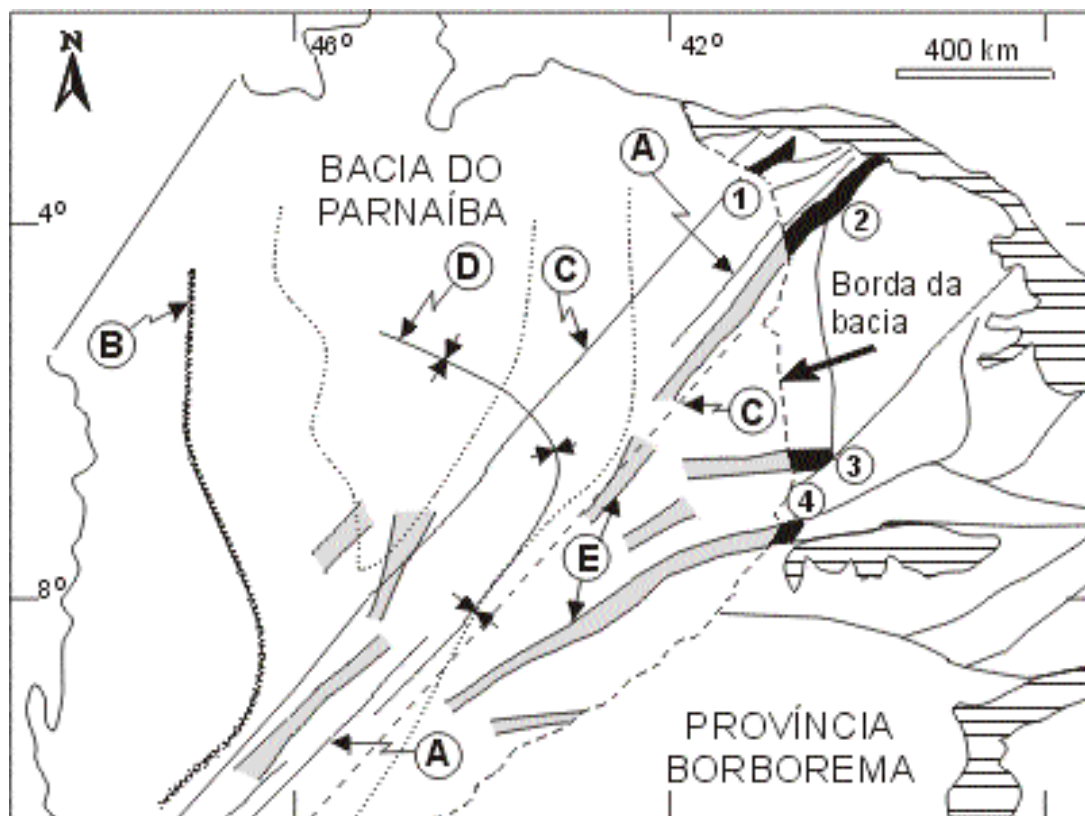 N
46°
42°
400 km
A
BACIA DO
PARNAÍBA
1
2
4°
D
C
Borda da
bacia
B
C
3
4
E
8°
A
PROVÍNCIA
BORBOREMA